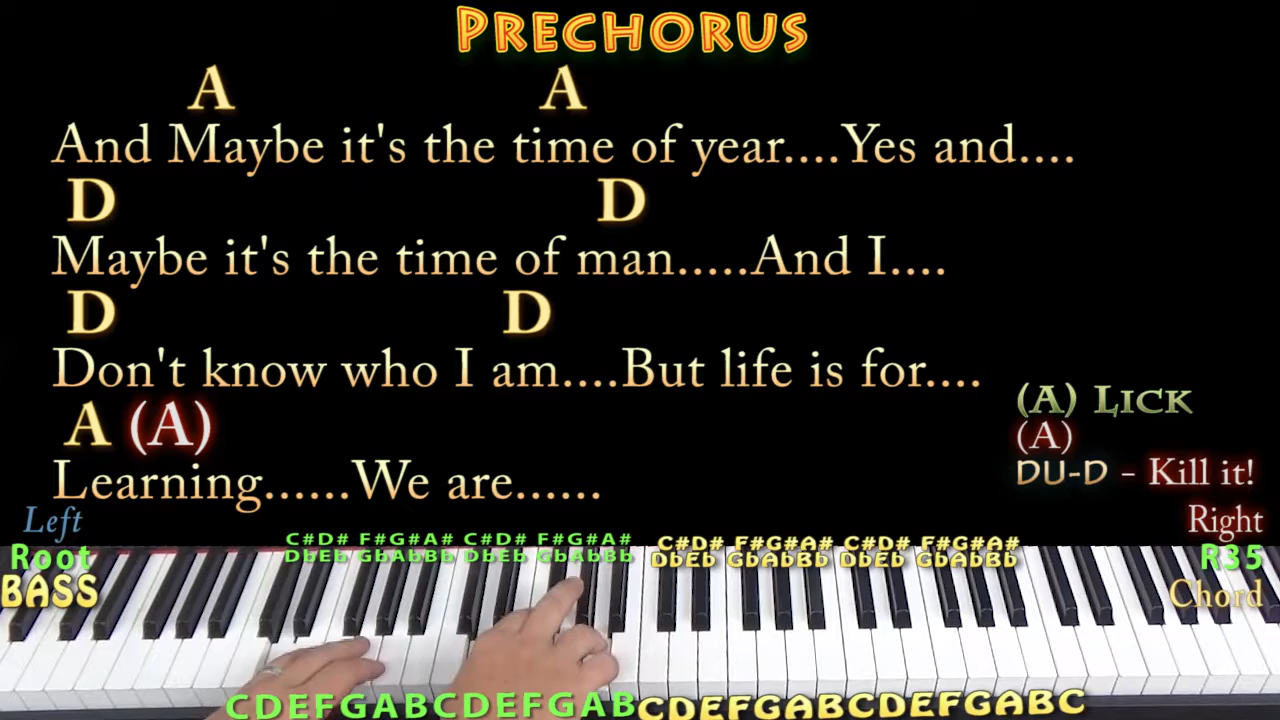 PRECHORUS
A A
And Maybe it's the time of year....Yes and....
D D
Maybe it's the time of man.....And I....
D D
Don't know who I am....But life is for....
A (A)
Learning......We are......
(A) LICK
(A)
DU-D - Kill it!
Left
Right
Root
R35
BASS
Chord
C#D# F#G#A# C#D# F#G#A# C#D# F#G#A# C#D# F#G#A#
DbEb GbAbBb DbEb GbAbBb DbEb GbAbBb DbEb GbAbBb
CDEFGABCDEFGABCDEFGABCDEFGABC